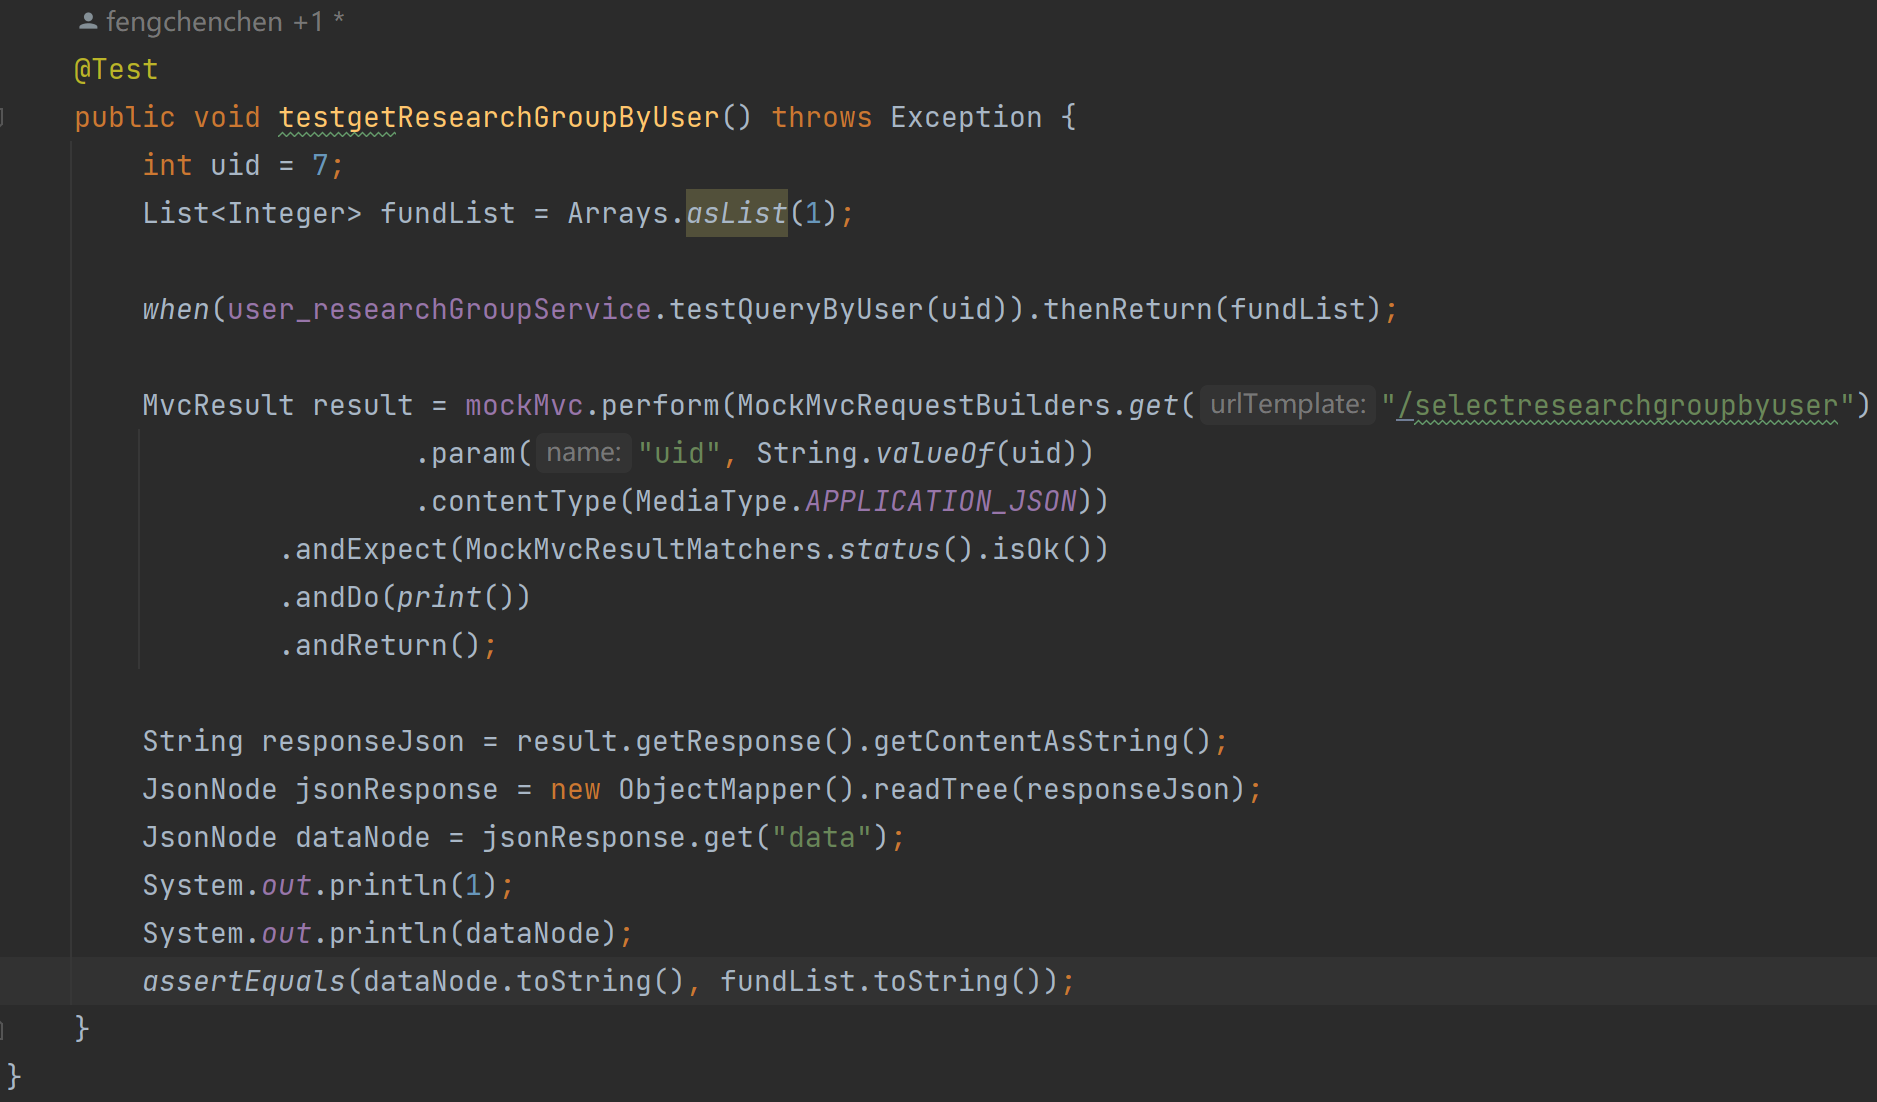 fengchenchen +1 *
@Test
public void testgetResearchGroupByUser() throws Exception {
int uid = 7;
List<Integer> fundList = Arrays.asList(1);
when(user_researchGroupService.testQueryByUser(uid)).thenReturn(fundList);
MvcResult result = mockMvc.perform(MockMvcRequestBuilders.get( urlTemplate: "/selectresearchgroupbyuser")
.param( name: "uid", String.valueOf(uid))
.contentType(MediaType.APPLICATION_JSON))
.andExpect(MockMvcResultMatchers.status().isOk())
.andDo(print())
.andReturn();
String responseJson = result.getResponse().getContentAsString();
JsonNode jsonResponse = new ObjectMapper().readTree(responseJson);
JsonNode dataNode = jsonResponse.get("data");
System.out.println(1);
System.out.println(dataNode);
assertEquals(dataNode.toString(), fundList.toString());
}
}